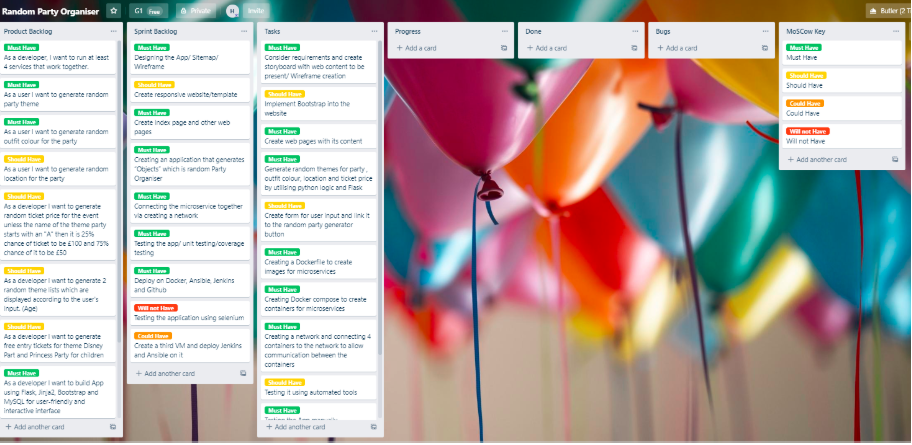 Random Party Organiser
G1 Free
Private
H
Invite
Butler (2 Ti
Product Backlog
Must Have
As a developer, I want to run at least
4 services that work together.
Must Have
As a user I want to generate random
party theme
Must Have
As a user I want to generate random
outfit colour for the party
Should Have
As a user I want to generate random
location for the party
Should Have
As a developer I want to generate
random ticket price for the event
unless the name of the theme party
starts with an "A" then it is 25%
chance of ticket to be £100 and 75%
chance of it to be £50
Should Have
As a developer I want to generate 2
random theme lists which are
displayed according to the user's
input. (Age)
Should Have
As a developer I want to generate
free entry tickets for theme Disney
Part and Princess Party for children
Must Have
As a developer I want to build App
using Flask, Jinja2, Bootstrap and
MySQL for user-friendly and
interactive interface
+ Add another card
Sprint Backlog
Must Have
Designing the App/ Sitemap/
Wireframe
Should Have
Create responsive website/template
Must Have
Create Index page and other web
pages
Must Have
Creating an application that generates
"Objects" which is random Party
Organiser
Must Have
Connecting the microservice together
via creating a network
Must Have
Testing the app/ unit testing/coverage
testing
Must Have
Deploy on Docker, Ansible, Jenkins
and Github
Will not Have
Testing the application using selenium
Could Have
Create a third VM and deploy Jenkins
and Ansible on it
+ Add another card
Tasks
Must Have
Consider requirements and create
storyboard with web content to be
present/ Wireframe creation
Should Have
Implement Bootstrap into the
website
Must Have
Create web pages with its content
Must Have
Generate random themes for party ,
outfit colour, location and ticket price
by utilising python logic and Flask
Should Have
Create form for user input and link it
to the random party generator
button
Must Have
Creating a Dockerfile to create
images for microservices
Must Have
Creating Docker compose to create
containers for microservices
Must Have
Creating a network and connecting 4
containers to the network to allow
communication between the
containers
Should Have
Testing it using automated tools
Must Have
Testing the App manually
+ Add another card
Progress
+ Add a card
Done
+ Add a card
Bugs
+ Add a card
MoSCow Key
Must Have
Must Have
Should Have
Should Have
Could Have
Could Have
Will not Have
Will not Have
+ Add another card